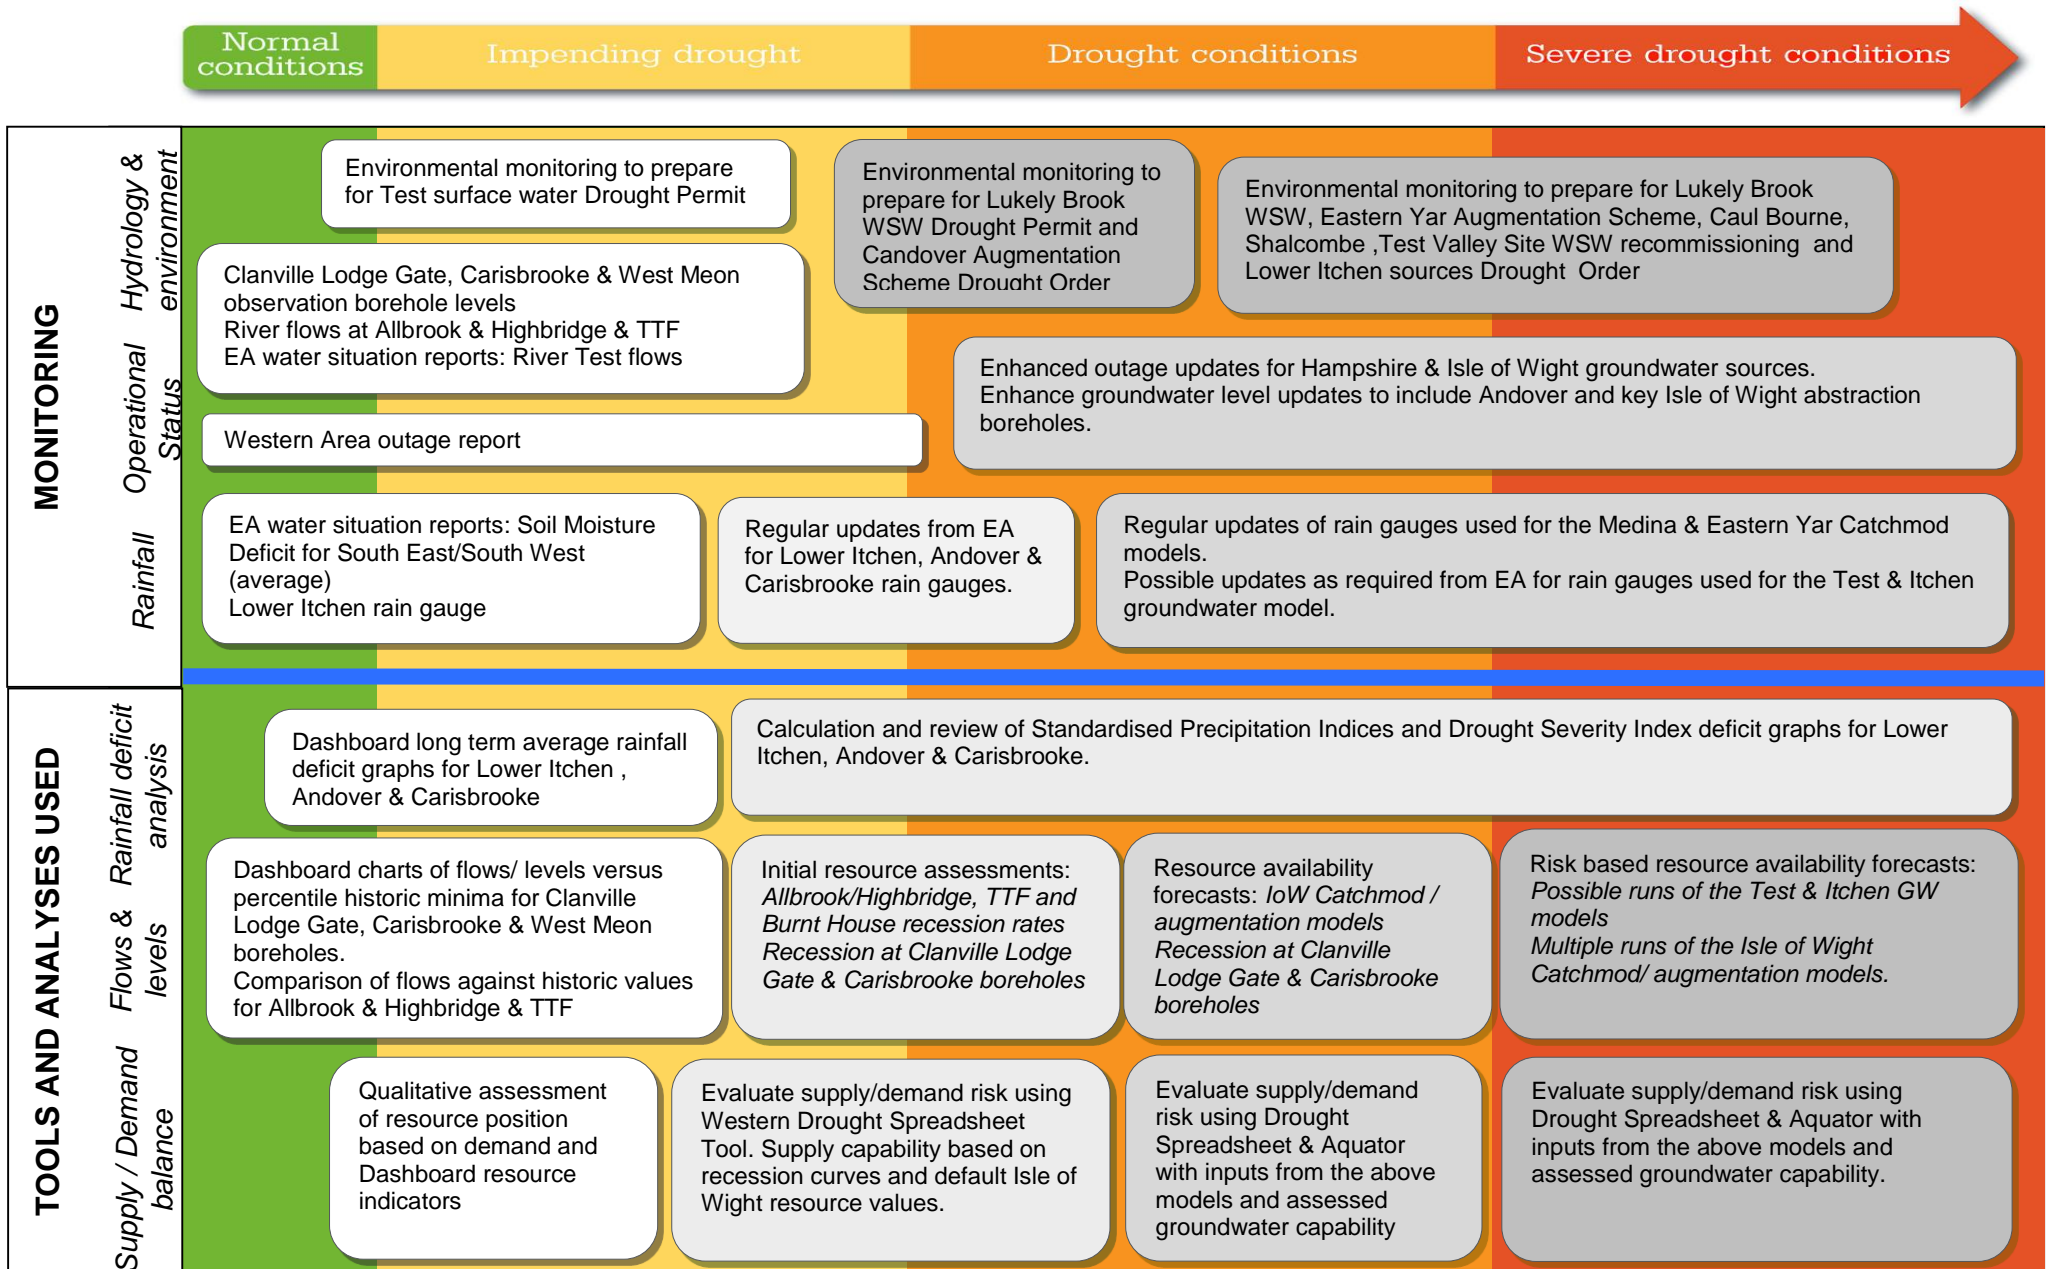 Normal
conditions
Impending drought
Drought conditions
Severe drought conditions
MONITORING
Hydrology &
environment
Environmental monitoring to prepare
for Test surface water Drought Permit
Clanville Lodge Gate, Carisbrooke & West Meon
observation borehole levels
River flows at Allbrook & Highbridge & TTF
EA water situation reports: River Test flows
Environmental monitoring to
prepare for Lukely Brook
WSW Drought Permit and
Candover Augmentation
Scheme Drought Order
Environmental monitoring to prepare for Lukely Brook
WSW, Eastern Yar Augmentation Scheme, Caul Bourne,
Shalcombe ,Test Valley Site WSW recommissioning and
Lower Itchen sources Drought Order
Operational
Status
Western Area outage report
Enhanced outage updates for Hampshire & Isle of Wight groundwater sources.
Enhance groundwater level updates to include Andover and key Isle of Wight abstraction
boreholes.
Rainfall
EA water situation reports: Soil Moisture
Deficit for South East/South West
(average)
Lower Itchen rain gauge
Regular updates from EA
for Lower Itchen, Andover &
Carisbrooke rain gauges.
Regular updates of rain gauges used for the Medina & Eastern Yar Catchmod
models.
Possible updates as required from EA for rain gauges used for the Test & Itchen
groundwater model.
TOOLS AND ANALYSES USED
Rainfall deficit
analysis
Dashboard long term average rainfall
deficit graphs for Lower Itchen ,
Andover & Carisbrooke
Calculation and review of Standardised Precipitation Indices and Drought Severity Index deficit graphs for Lower
Itchen, Andover & Carisbrooke.
Flows &
levels
Dashboard charts of flows/ levels versus
percentile historic minima for Clanville
Lodge Gate, Carisbrooke & West Meon
boreholes.
Comparison of flows against historic values
for Allbrook & Highbridge & TTF
Initial resource assessments:
Allbrook/Highbridge, TTF and
Burnt House recession rates
Recession at Clanville Lodge
Gate & Carisbrooke boreholes
Resource availability
forecasts: IoW Catchmod /
augmentation models
Recession at Clanville
Lodge Gate & Carisbrooke
boreholes
Risk based resource availability forecasts:
Possible runs of the Test & Itchen GW
models
Multiple runs of the Isle of Wight
Catchmod/ augmentation models.
Supply / Demand
balance
Qualitative assessment
of resource position
based on demand and
Dashboard resource
indicators
Evaluate supply/demand risk using
Western Drought Spreadsheet
Tool. Supply capability based on
recession curves and default Isle of
Wight resource values.
Evaluate supply/demand
risk using Drought
Spreadsheet & Aquator
with inputs from the above
models and assessed
groundwater capability
Evaluate supply/demand risk using
Drought Spreadsheet & Aquator with
inputs from the above models and
assessed groundwater capability.